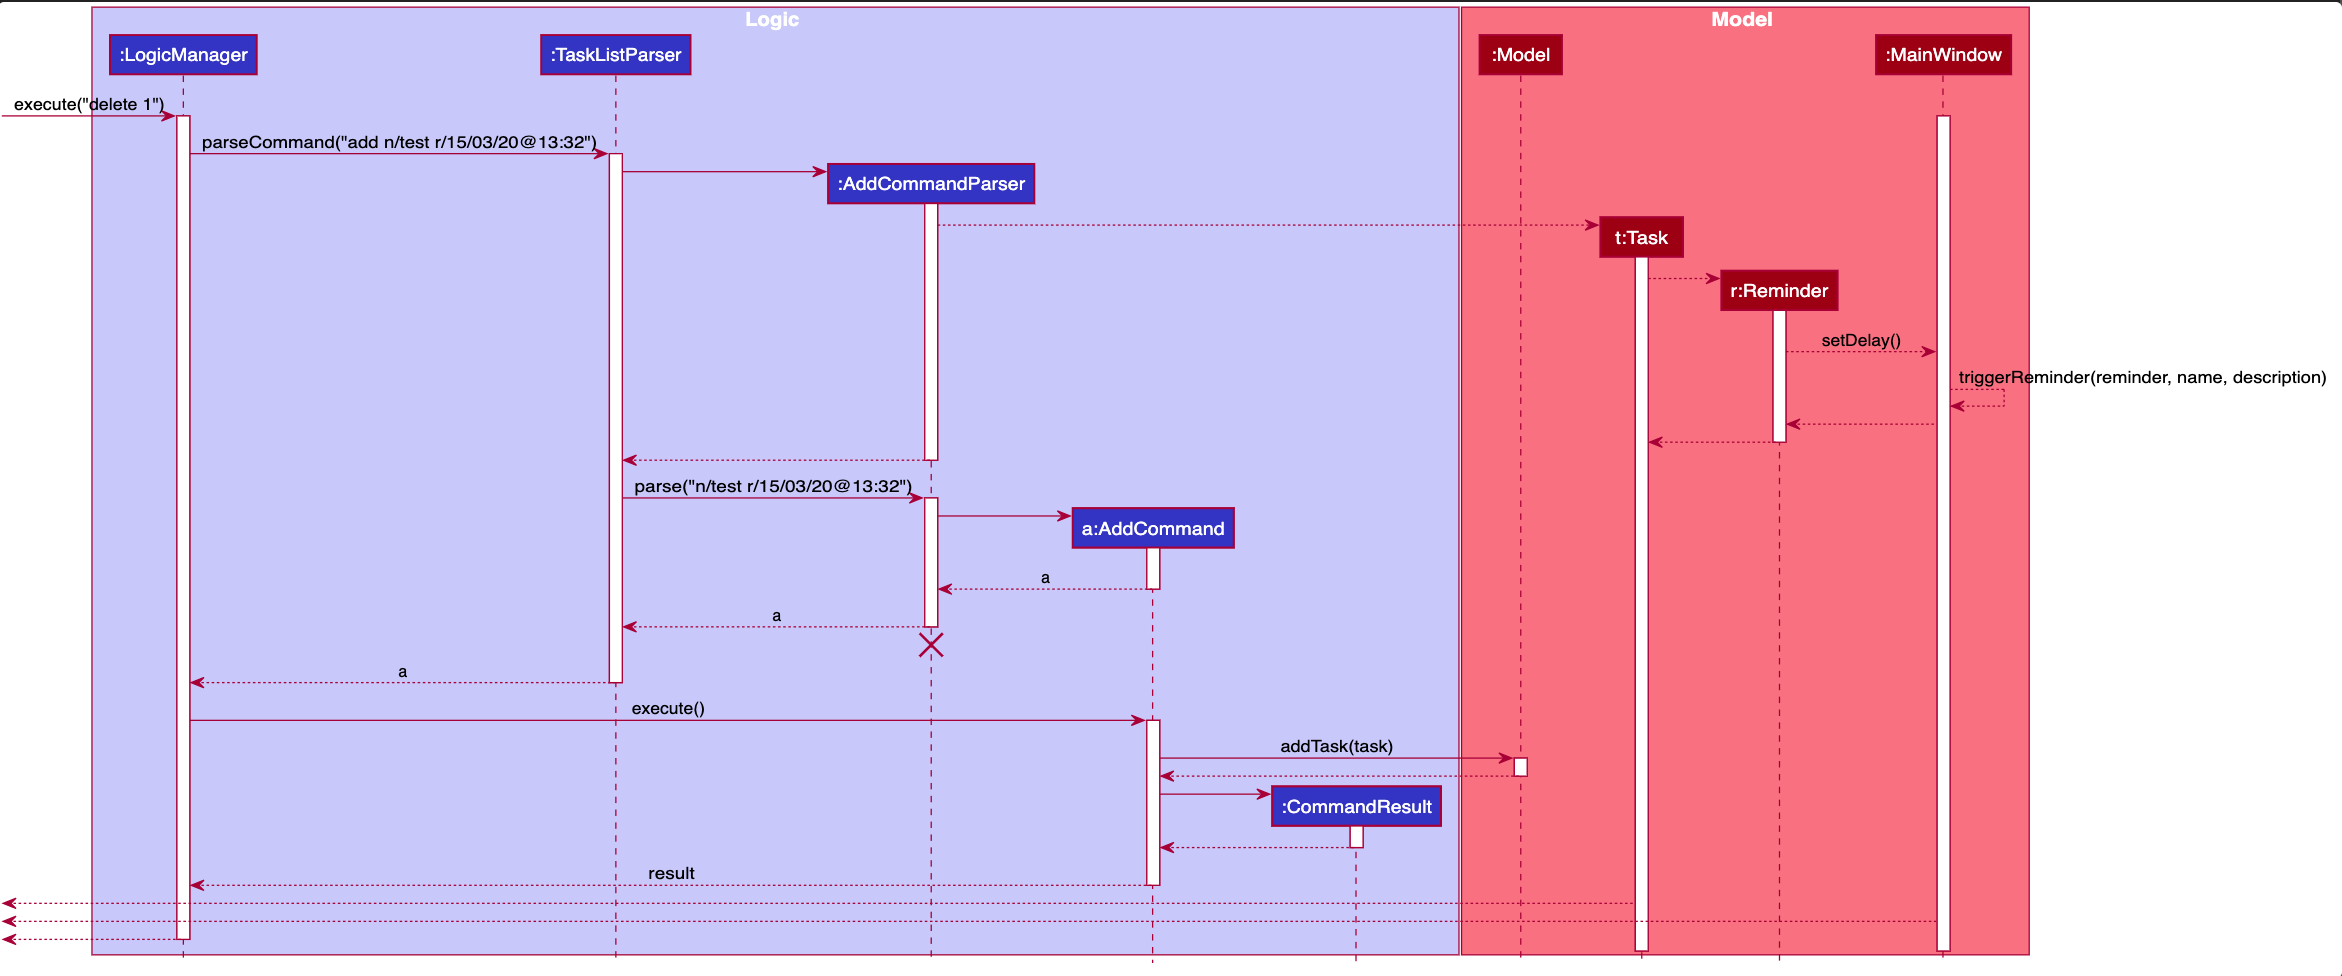 Logic
Model
:LogicManager
:TaskListParser
:Model
:MainWindow
execute("delete 1")
parseCommand("add n/test r/15/03/20@13:32")
:AddCommandParser
t:Task
r:Reminder
setDelay()
triggerReminder(reminder, name, description)
parse("n/test r/15/03/20@13:32")
a:AddCommand
a
a
a
execute()
addTask(task)
:CommandResult
result